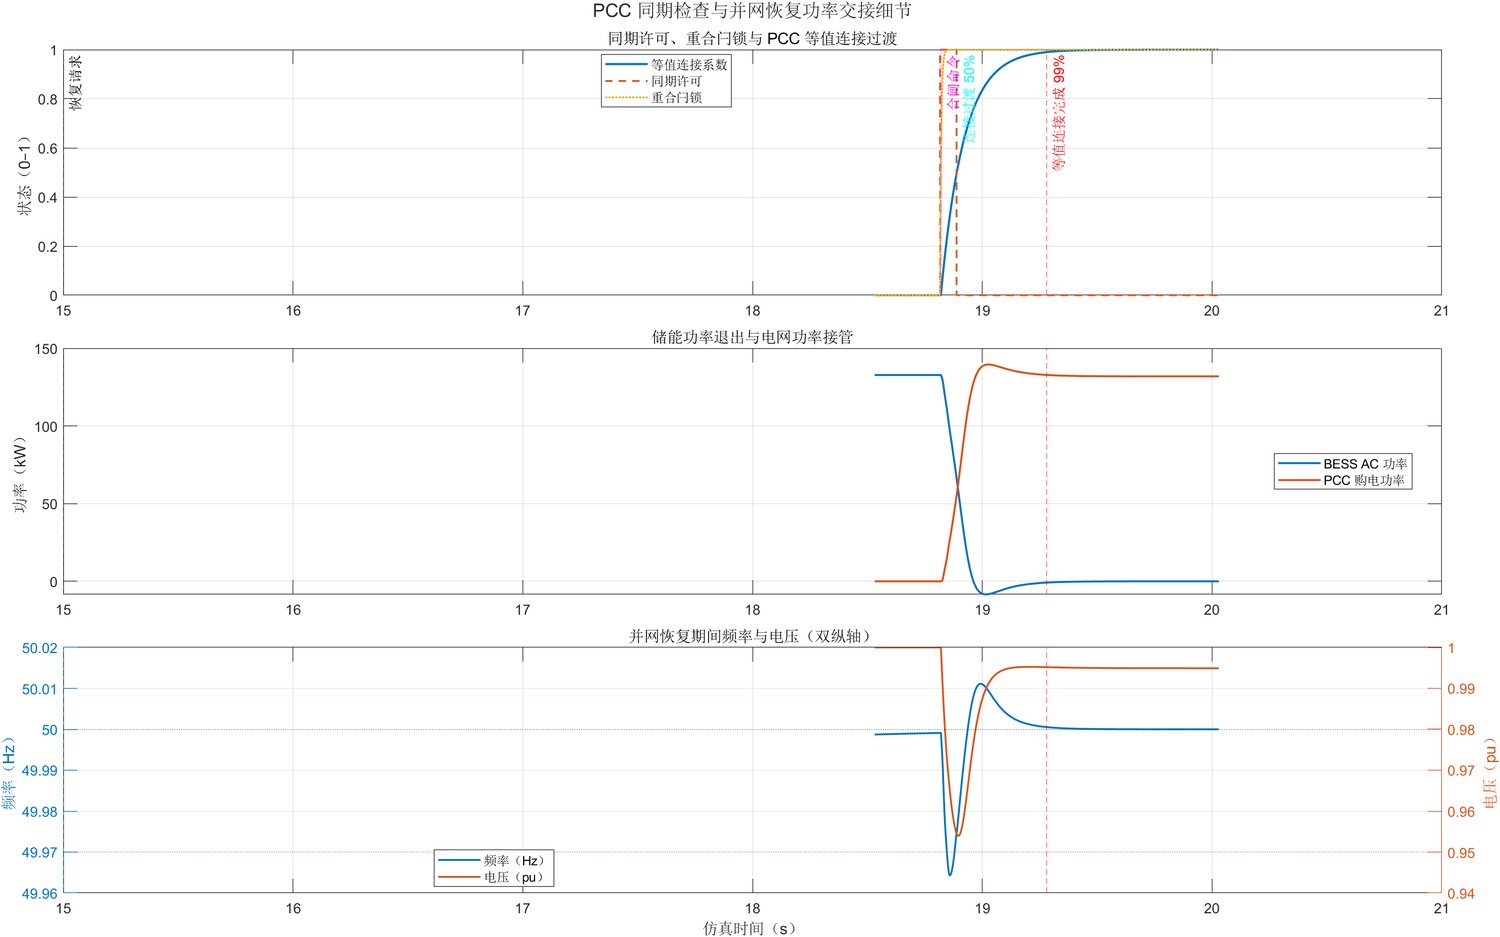 PCC 同期检查与并网恢复功率交接细节
同期许可、重合闩锁与 PCC 等值连接过渡
状态（0-1）
1
0.8
0.6
0.4
0.2
0
恢复请求
等值连接系数
同期许可
重合闩锁
合闸命令
连接过渡 50%
等值连接完成 99%
15
16
17
18
19
20
21
储能功率退出与电网功率接管
功率（kW）
150
100
50
0
BESS AC 功率
PCC 购电功率
15
16
17
18
19
20
21
并网恢复期间频率与电压（双纵轴）
频率（Hz）
50.02
50.01
50
49.99
49.98
49.97
49.96
频率（Hz）
电压（pu）
1
0.99
0.98
0.97
0.96
0.95
0.94
电压（pu）
15
16
17
18
19
20
21
仿真时间（s）